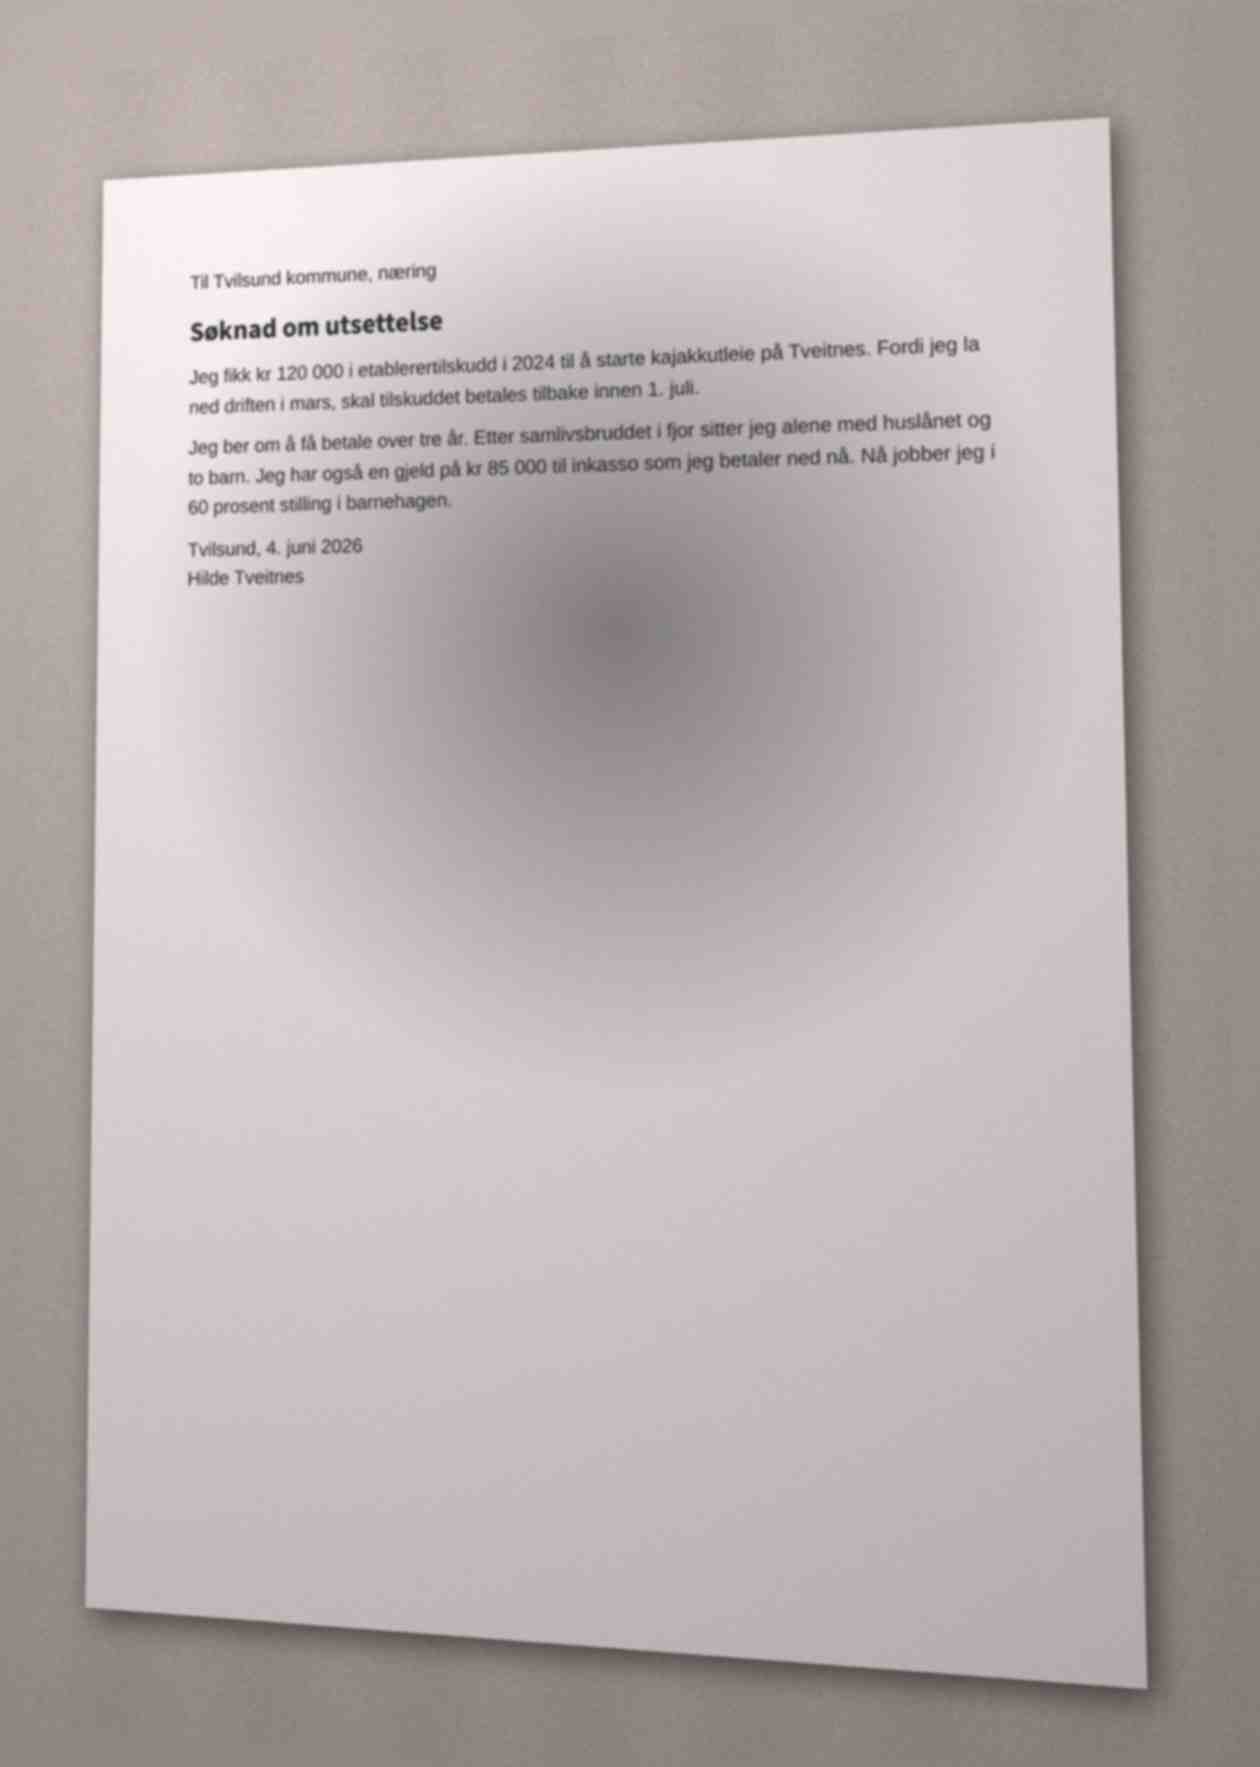 Til Tvilsund kommune, næring
Søknad om utsettelse
Jeg fikk kr 120 000 i etablerertilskudd i 2024 til å starte kajakkutleie på Tveitnes. Fordi jeg la
ned driften i mars, skal tilskuddet betales tilbake innen 1. juli.
Jeg ber om å få betale over tre år. Etter samlivsbruddet i fjor sitter jeg alene med huslånet og
to barn. Jeg har også en gjeld på kr 85 000 til inkasso som jeg betaler ned nå. Nå jobber jeg i
60 prosent stilling i barnehagen.
Tvilsund, 4. juni 2026
Hilde Tveitnes